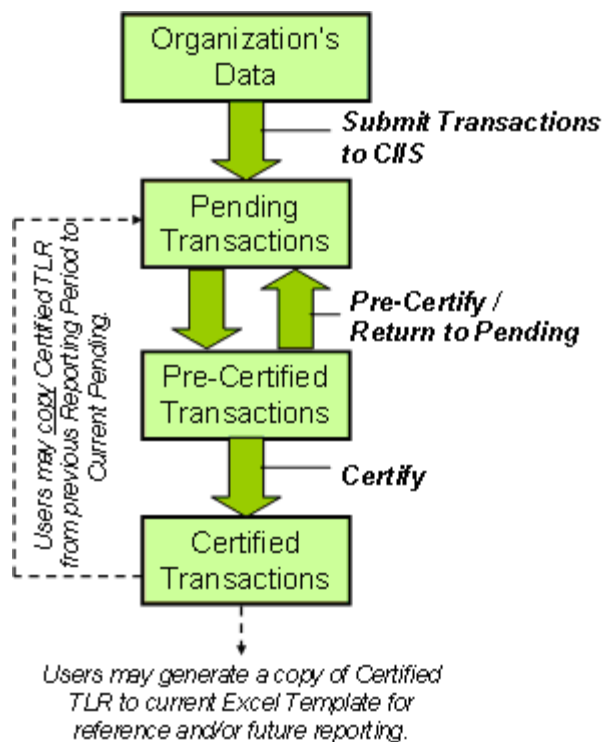 Organization's
Data
Submit Transactions
to CIIS
Pending
Transactions
Users may copy Certified TLR
from previous Reporting Period to
Current Pending.
Pre-Certify /
Return to Pending
Pre-Certified
Transactions
Certify
Certified
Transactions
Users may generate a copy of Certified
TLR to current Excel Template for
reference and/or future reporting.